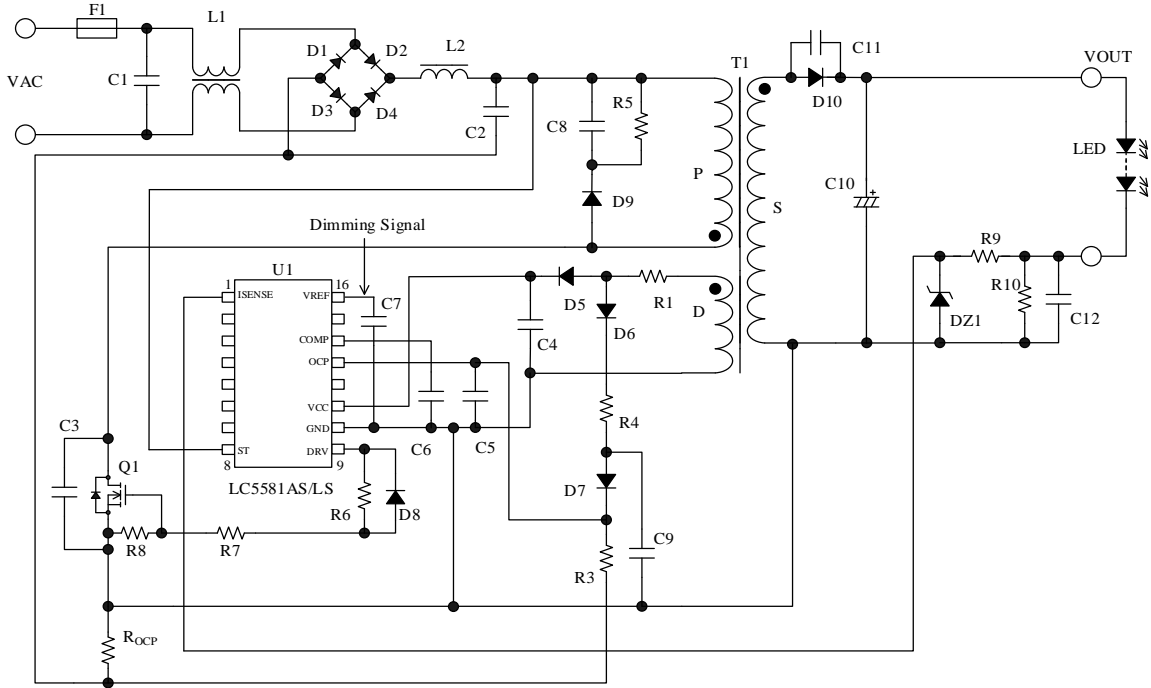 F1
L1
VAC
C1
D1
D2
D3
D4
L2
C2
C8
R5
D9
T1
P
S
D
C11
D10
VOUT
LED
C10
R9
R10
DZ1
C12
Dimming Signal
U1
1
16
ISENSE
VREF
COMP
OCP
VCC
GND
ST
DRV
8
9
LC5581AS/LS
C7
C4
D5
R1
D6
R4
C6
C5
C3
Q1
R8
R7
R6
D8
D7
R3
C9
ROCP